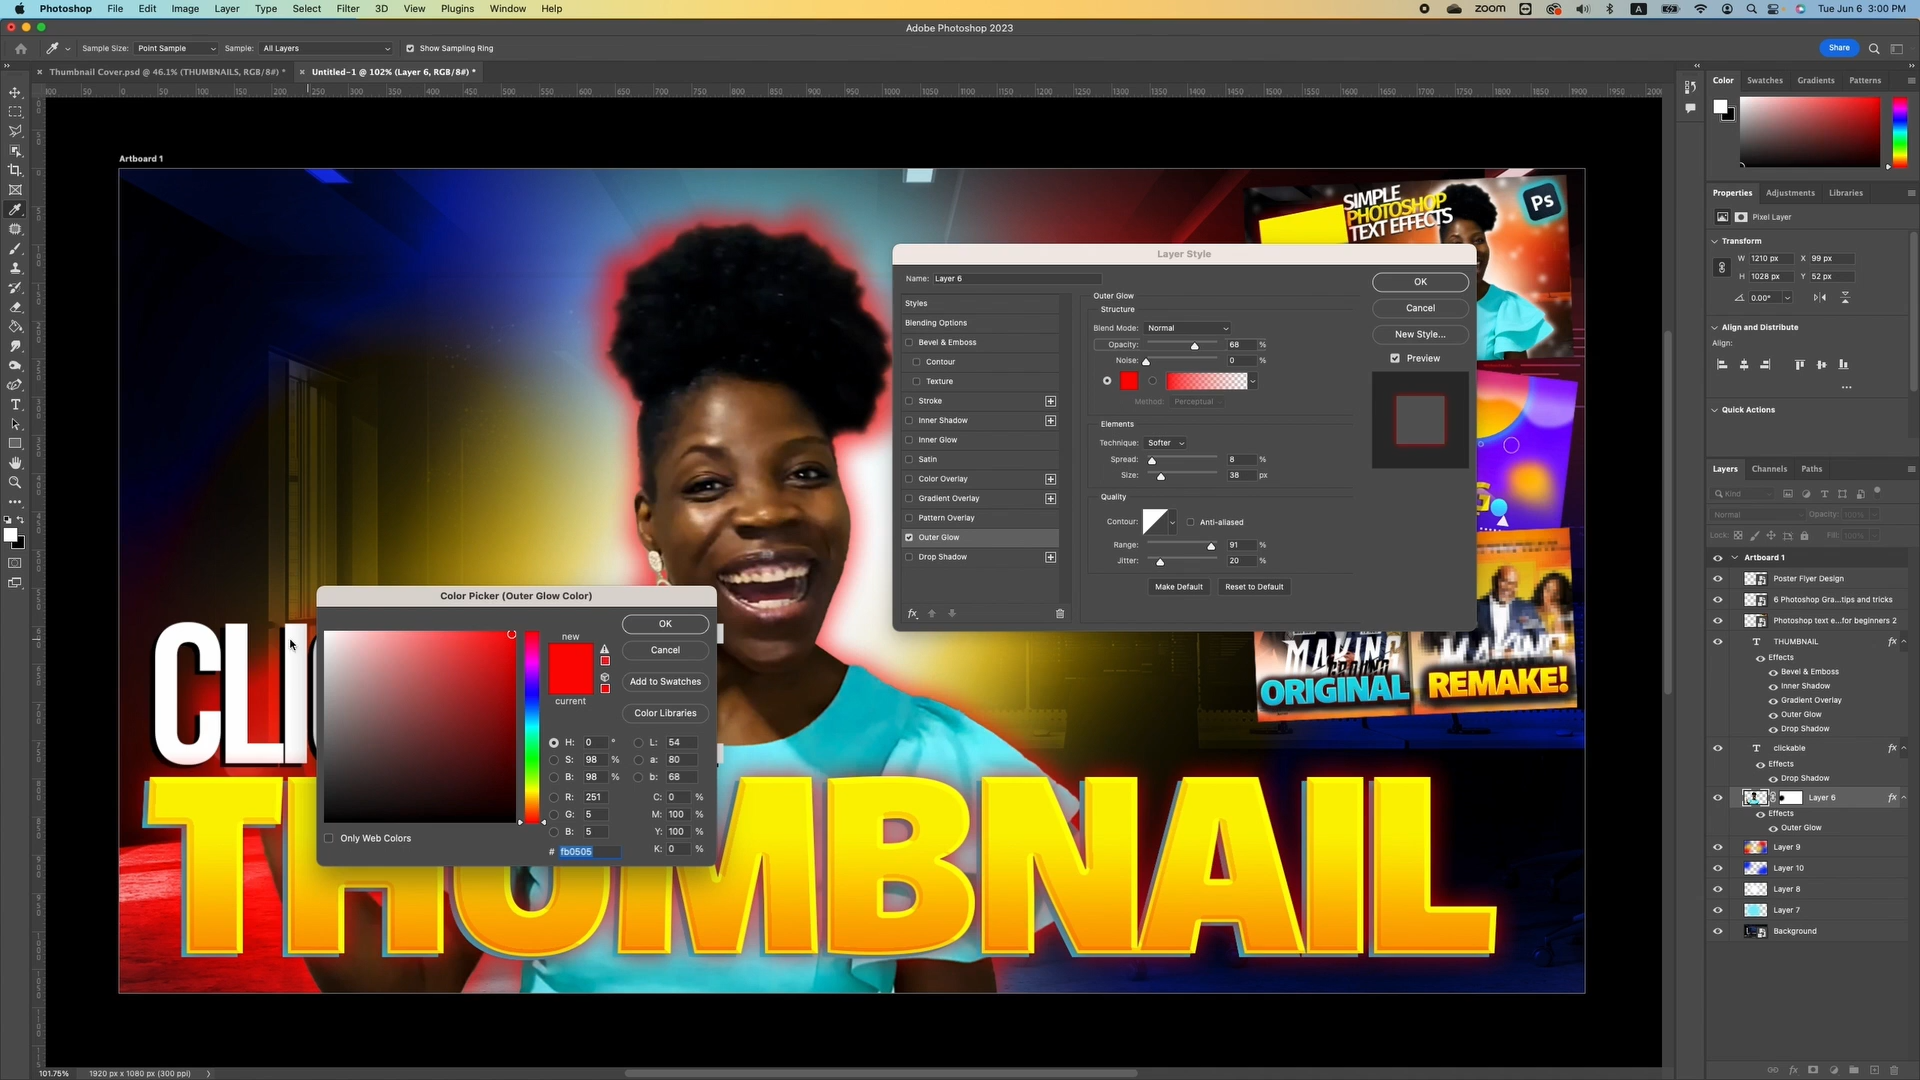 Photoshop File Edit Image Layer Type Select Filter 3D View Plugins Window Help
zoom A Tue Jun 6 3:00 PM
Adobe Photoshop 2023
Sample Size: Point Sample Sample: All Layers Show Sampling Ring
Share
Thumbnail Cover.psd @ 46.1% (THUMBNAILS, RGB/8#) *
Untitled-1 @ 102% (Layer 6, RGB/8#) *
Artboard 1
SIMPLE
PHOTOSHOP
TEXT EFFECTS
Ps
MAKING
ORIGINAL
REMAKE!
CLI
THUMBNAIL
Layer Style
Name: Layer 6
Styles
Blending Options
Bevel & Emboss
Contour
Texture
Stroke
Inner Shadow
Inner Glow
Satin
Color Overlay
Gradient Overlay
Pattern Overlay
Outer Glow
Drop Shadow
fx
Outer Glow
Structure
Blend Mode: Normal
Opacity: 68 %
Noise: 0 %
Method: Perceptual
Elements
Technique: Softer
Spread: 8 %
Size: 38 px
Quality
Contour: Anti-aliased
Range: 91 %
Jitter: 20 %
Make Default Reset to Default
OK
Cancel
New Style...
Preview
Color Picker (Outer Glow Color)
new
current
OK
Cancel
Add to Swatches
Color Libraries
H: 0 ° L: 54
S: 98 % a: 80
B: 98 % b: 68
R: 251 C: 0 %
G: 5 M: 100 %
B: 5 Y: 100 %
# fb0505 K: 0 %
Only Web Colors
Color Swatches Gradients Patterns
Properties Adjustments Libraries
Pixel Layer
Transform
W 1210 px X 99 px
H 1028 px Y 52 px
0.00°
Align and Distribute
Align:
Quick Actions
Layers Channels Paths
Kind
Normal Opacity: 100%
Lock: Fill: 100%
Artboard 1
Poster Flyer Design
6 Photoshop Gra...tips and tricks
Photoshop text e...for beginners 2
T THUMBNAIL fx
Effects
Bevel & Emboss
Inner Shadow
Gradient Overlay
Outer Glow
Drop Shadow
T clickable fx
Effects
Drop Shadow
Layer 6 fx
Effects
Outer Glow
Layer 9
Layer 10
Layer 8
Layer 7
Background
101.75% 1920 px x 1080 px (300 ppi)